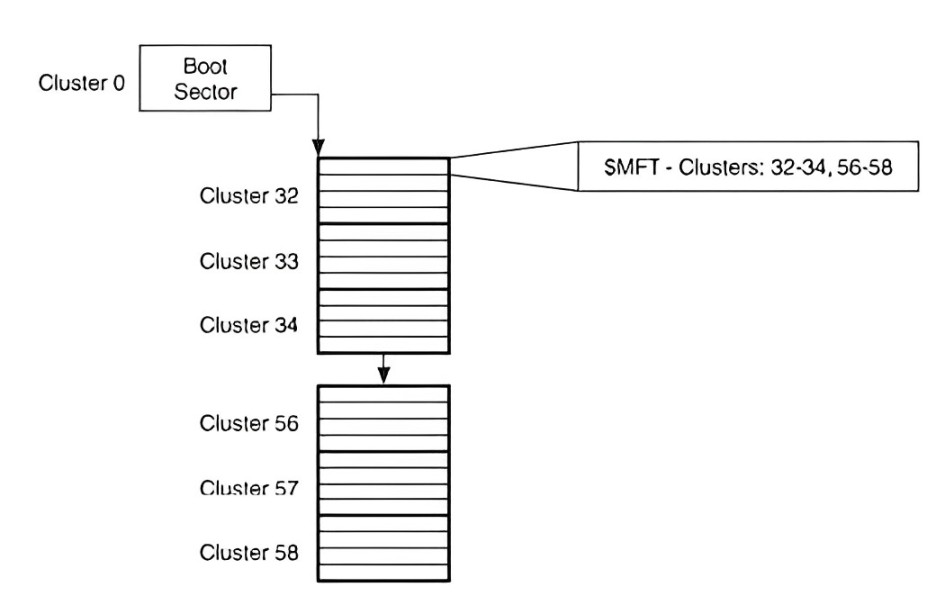 Cluster 0
Boot
Sector
$MFT - Clusters: 32-34, 56-58
Cluster 32
Cluster 33
Cluster 34
Cluster 56
Cluster 57
Cluster 58